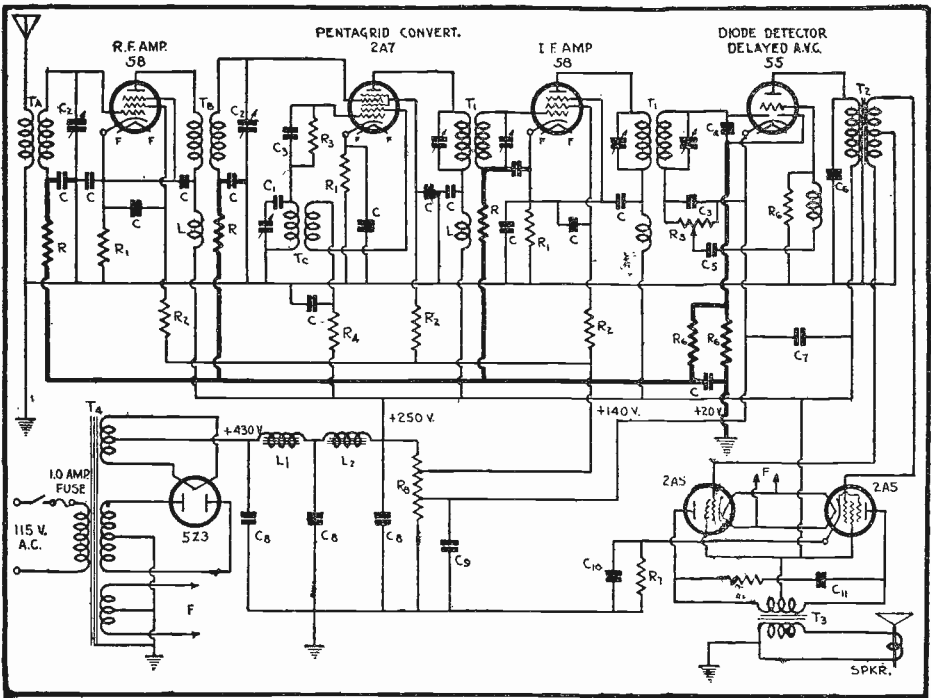 R.F. AMP.
58
PENTAGRID CONVERT.
2A7
I F AMP
58
DIODE DETECTOR
DELAYED A.V.C.
55
TA
C2
F F
TB
C2
C3
R3
F F
T1
F F
T1
C4
T2
C C
C
C
R1
C1
C
C C
C
C3
R6
C6
R
R1
L
R
TC
C
L
R
C
R1
C
R3
C5
R2
C
R4
R2
R2
R6
R6
C7
C
T4
+430 V.
+250 V.
+140 V.
+20 V.
1.0 AMP.
FUSE
L1
L2
R8
2A5
F
2A5
115 V.
A.C.
5Z3
C8
C8
C8
C9
C10
R7
C11
F
T3
SPKR.